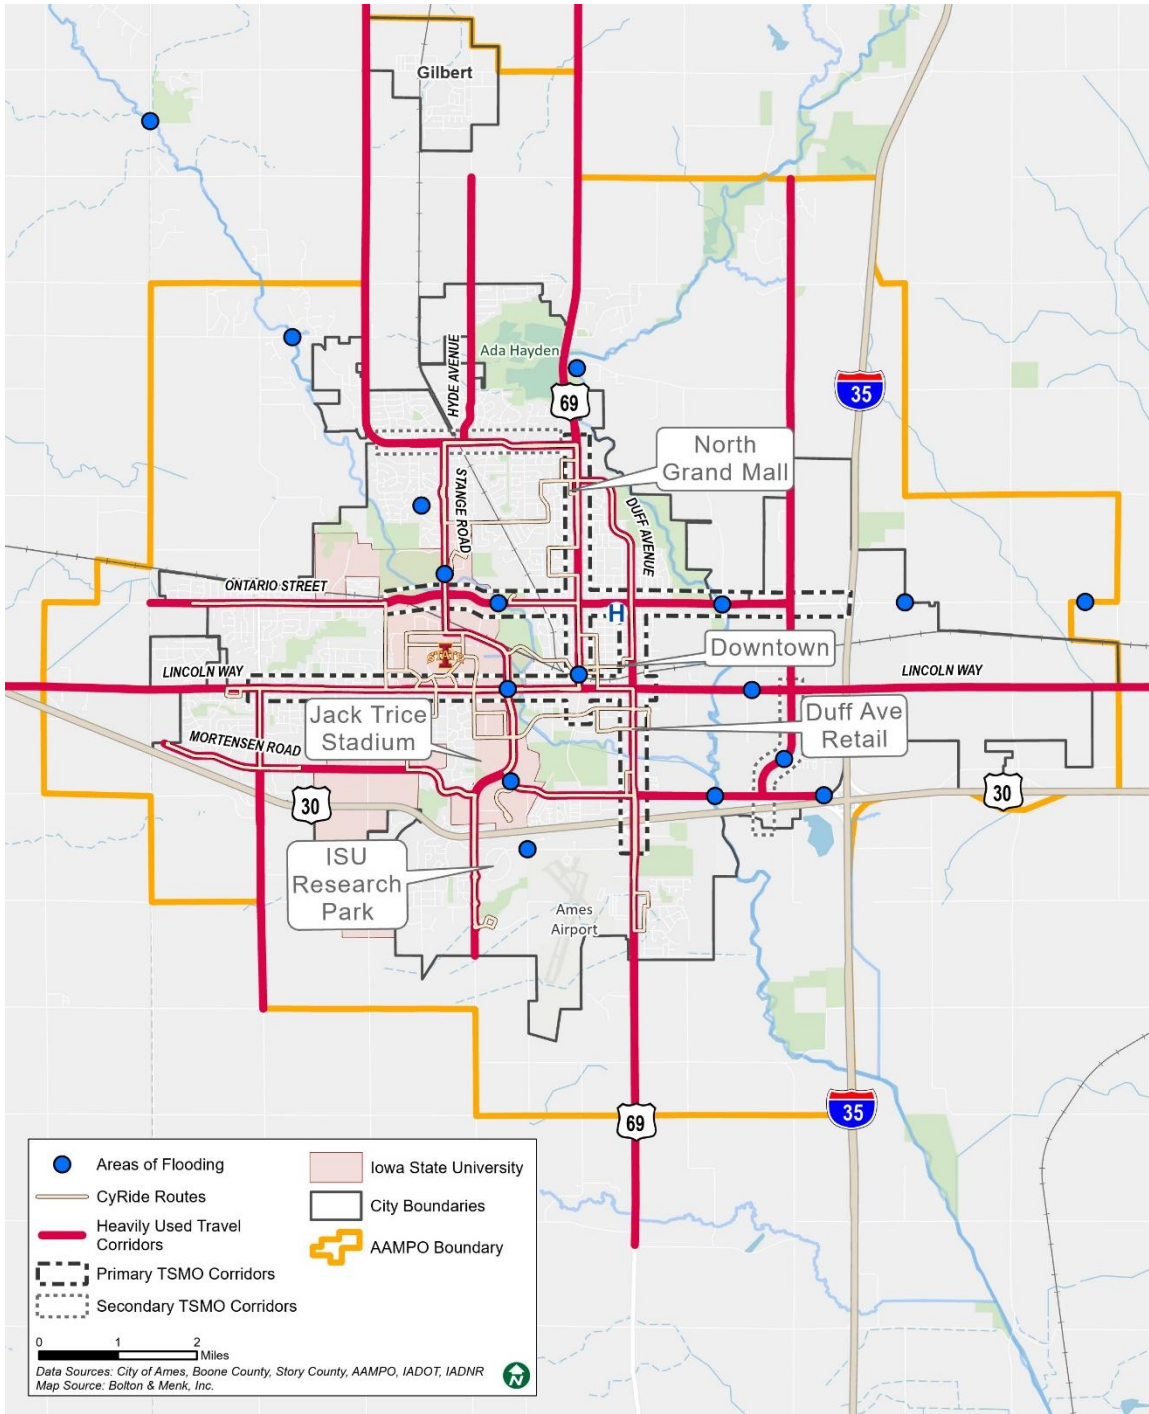 Gilbert
Ada Hayden
HYDE AVENUE
69
35
North
Grand Mall
STANGE ROAD
DUFF AVENUE
ONTARIO STREET
H
Downtown
I
STATE
LINCOLN WAY
LINCOLN WAY
Jack Trice
Stadium
Duff Ave
Retail
MORTENSEN ROAD
30
30
ISU
Research
Park
Ames
Airport
35
69
Areas of Flooding
CyRide Routes
Heavily Used Travel
Corridors
Primary TSMO Corridors
Secondary TSMO Corridors
Iowa State University
City Boundaries
AAMPO Boundary
0 1 2
Miles
Data Sources: City of Ames, Boone County, Story County, AAMPO, IADOT, IADNR
Map Source: Bolton & Menk, Inc.
N